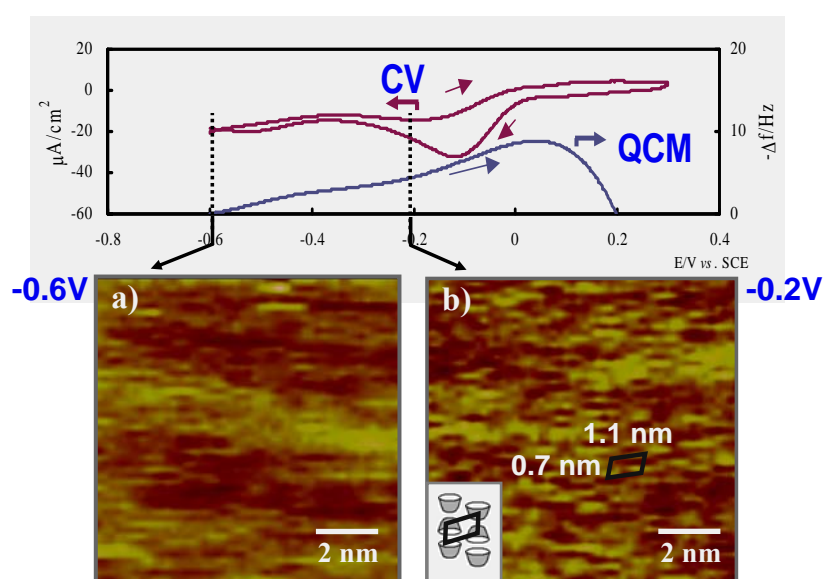 20
0
-20
-40
-60
µA/cm²
CV
QCM
20
10
0
-Δf/Hz
-0.8
-0.6
-0.4
-0.2
0
0.2
0.4
E/V vs. SCE
-0.6V
-0.2V
a)
2 nm
b)
1.1 nm
0.7 nm
2 nm